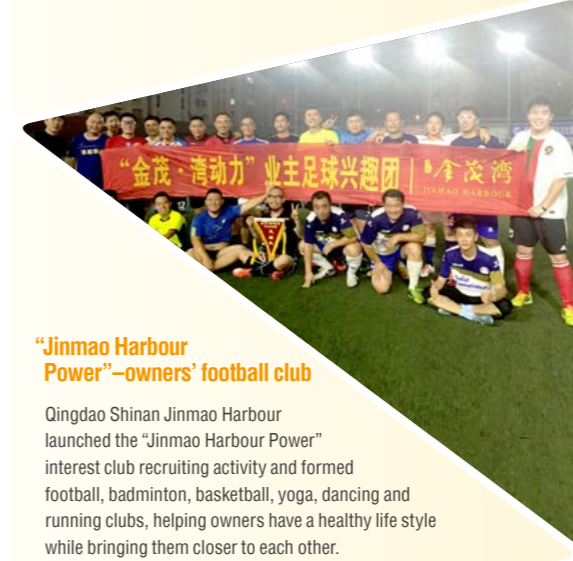 “金茂·湾动力”业主足球兴趣团 金茂湾
JINMAO HARBOUR
“Jinmao Harbour
Power”–owners’ football club
Qingdao Shinan Jinmao Harbour
launched the “Jinmao Harbour Power”
interest club recruiting activity and formed
football, badminton, basketball, yoga, dancing and
running clubs, helping owners have a healthy life style
while bringing them closer to each other.